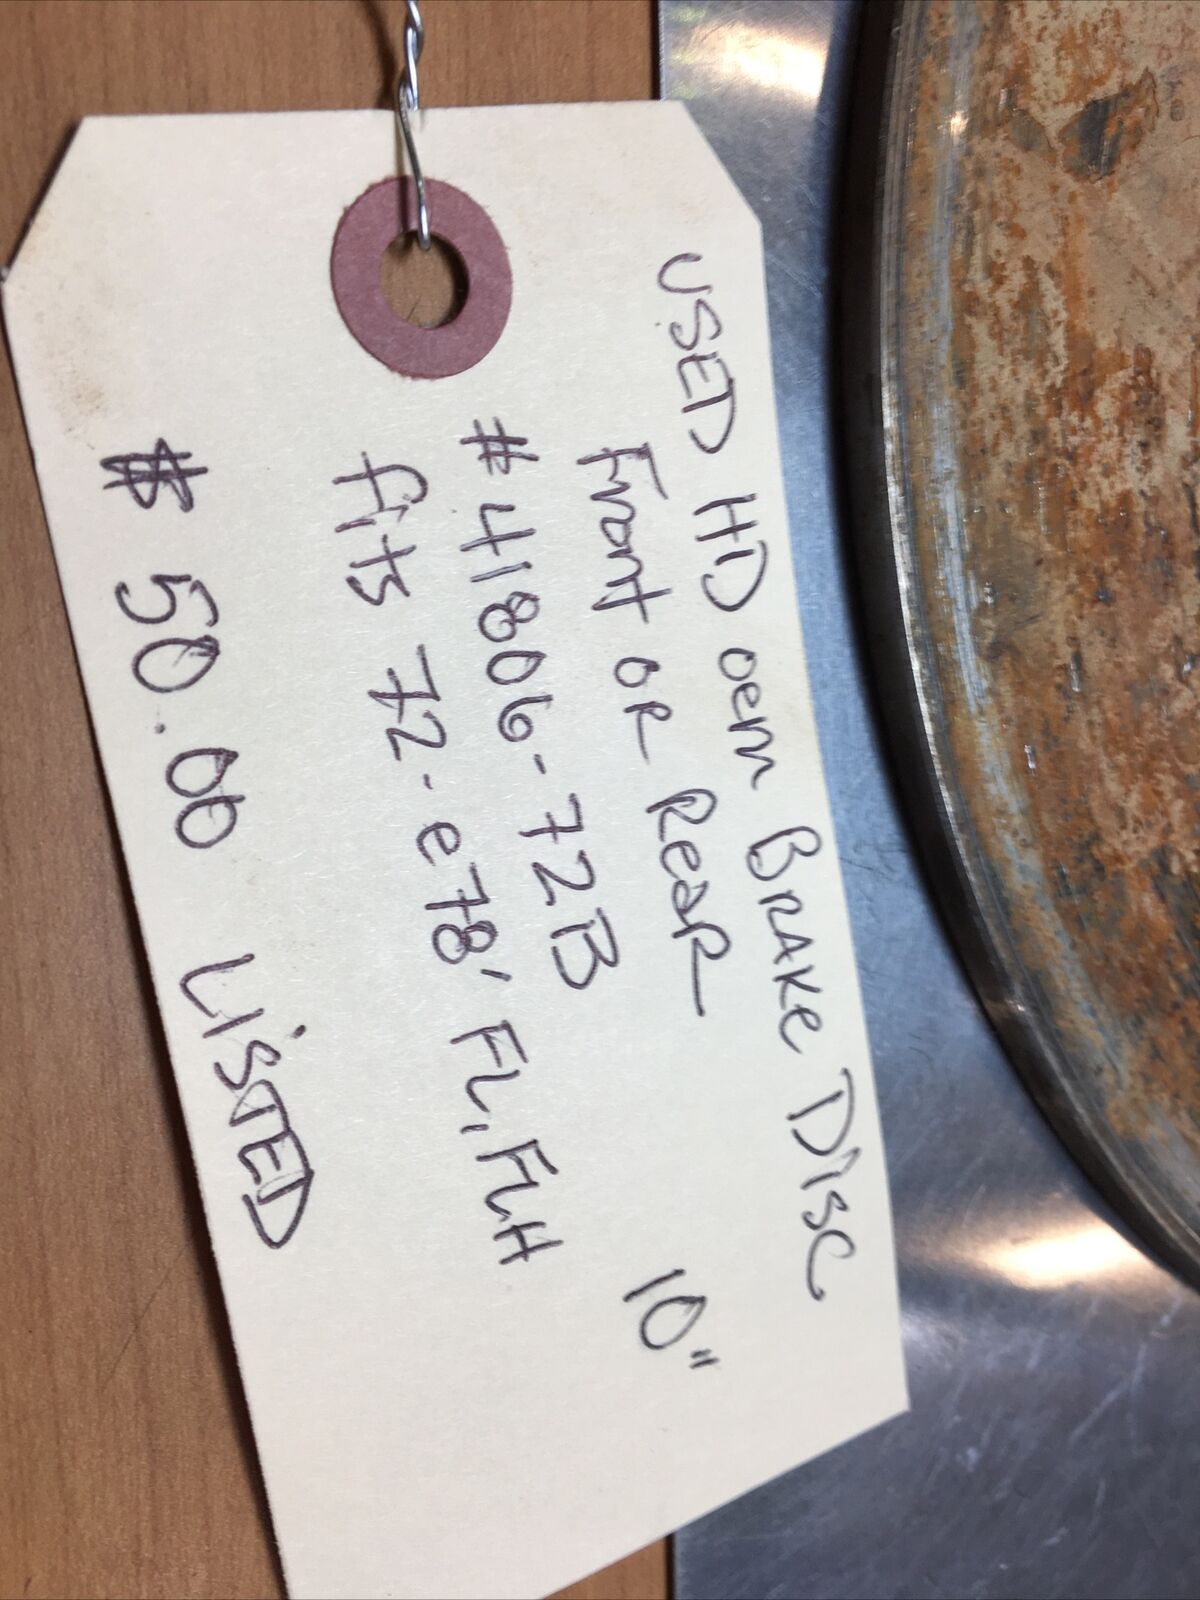 USED HD oem BRAKe Disc
Front or ReaR 10"
#41806-72B
fits 72-e78' FL, FLH
$ 50.00 LiSTED